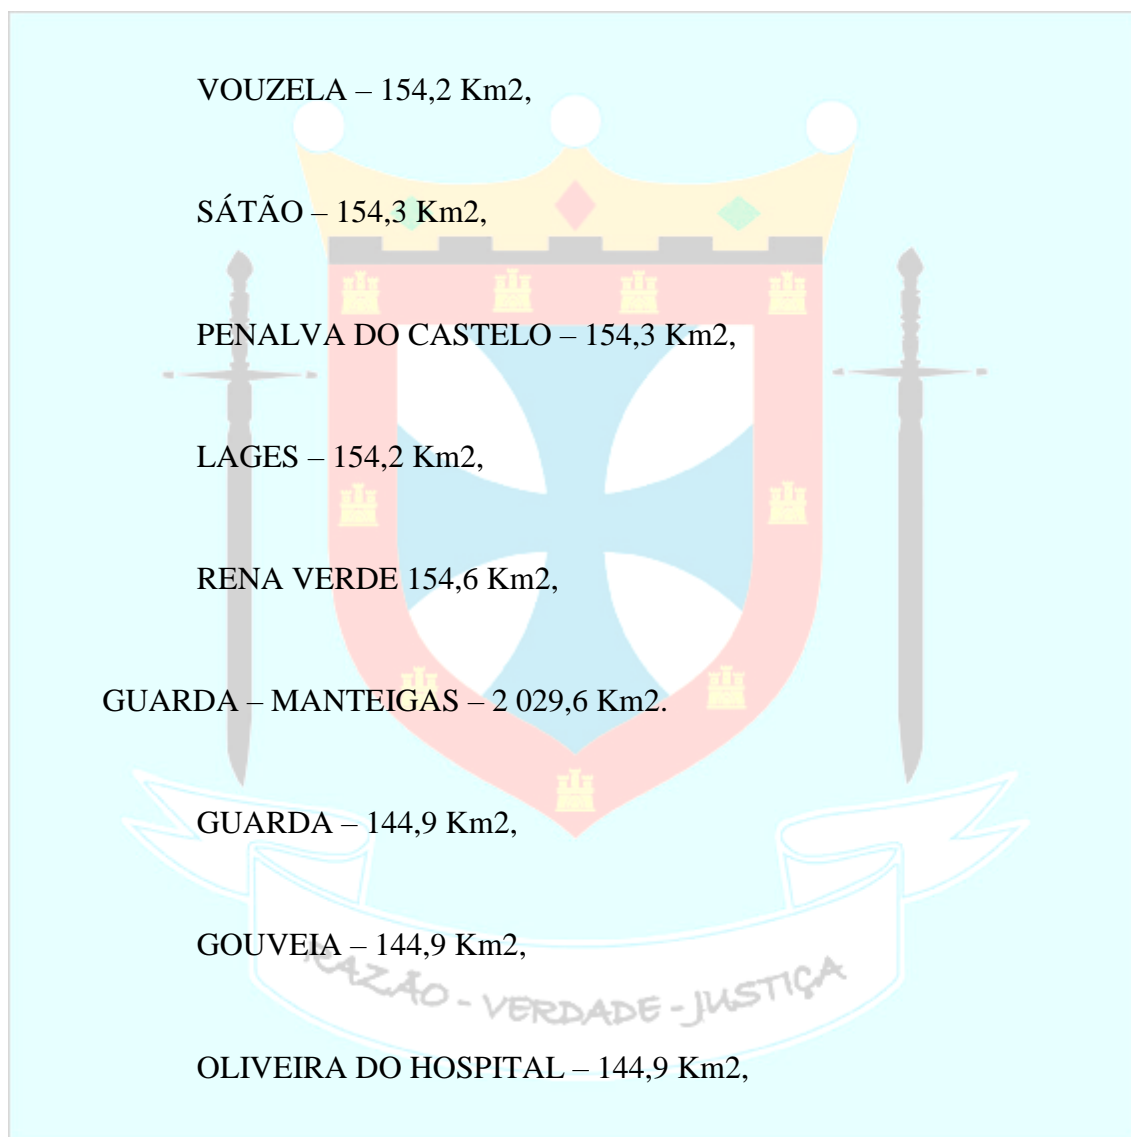 VOUZELA – 154,2 Km2,
SÁTÃO – 154,3 Km2,
PENALVA DO CASTELO – 154,3 Km2,
LAGES – 154,2 Km2,
RENA VERDE 154,6 Km2,
GUARDA – MANTEIGAS – 2 029,6 Km2.
GUARDA – 144,9 Km2,
GOUVEIA – 144,9 Km2,
RAZÃO - VERDADE - JUSTIÇA
OLIVEIRA DO HOSPITAL – 144,9 Km2,